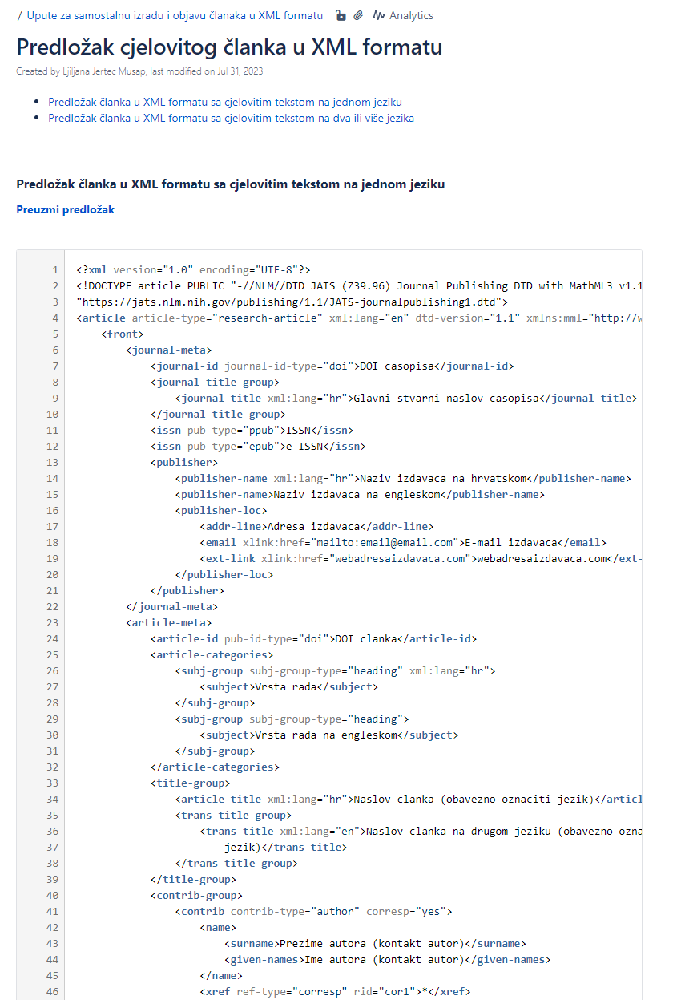 / Upute za samostalnu izradu i objavu članaka u XML formatu Analytics
Predložak cjelovitog članka u XML formatu
Created by Ljiljana Jertec Musap, last modified on Jul 31, 2023
• Predložak članka u XML formatu sa cjelovitim tekstom na jednom jeziku
• Predložak članka u XML formatu sa cjelovitim tekstom na dva ili više jezika
Predložak članka u XML formatu sa cjelovitim tekstom na jednom jeziku
Preuzmi predložak
1 <?xml version="1.0" encoding="UTF-8"?>
2 <!DOCTYPE article PUBLIC "-//NLM//DTD JATS (Z39.96) Journal Publishing DTD with MathML3 v1.1
3 "https://jats.nlm.nih.gov/publishing/1.1/JATS-journalpublishing1.dtd">
4 <article article-type="research-article" xml:lang="en" dtd-version="1.1" xmlns:mml="http://w
5 <front>
6 <journal-meta>
7 <journal-id journal-id-type="doi">DOI casopisa</journal-id>
8 <journal-title-group>
9 <journal-title xml:lang="hr">Glavni stvarni naslov casopisa</journal-title>
10 </journal-title-group>
11 <issn pub-type="ppub">ISSN</issn>
12 <issn pub-type="epub">e-ISSN</issn>
13 <publisher>
14 <publisher-name xml:lang="hr">Naziv izdavaca na hrvatskom</publisher-name>
15 <publisher-name>Naziv izdavaca na engleskom</publisher-name>
16 <publisher-loc>
17 <addr-line>Adresa izdavaca</addr-line>
18 <email xlink:href="mailto:email@email.com">E-mail izdavaca</email>
19 <ext-link xlink:href="webadresaizdavaca.com">webadresaizdavaca.com</ext-
20 </publisher-loc>
21 </publisher>
22 </journal-meta>
23 <article-meta>
24 <article-id pub-id-type="doi">DOI clanka</article-id>
25 <article-categories>
26 <subj-group subj-group-type="heading" xml:lang="hr">
27 <subject>Vrsta rada</subject>
28 </subj-group>
29 <subj-group subj-group-type="heading">
30 <subject>Vrsta rada na engleskom</subject>
31 </subj-group>
32 </article-categories>
33 <title-group>
34 <article-title xml:lang="hr">Naslov clanka (obavezno oznaciti jezik)</articl
35 <trans-title-group>
36 <trans-title xml:lang="en">Naslov clanka na drugom jeziku (obavezno ozna
37 jezik)</trans-title>
38 </trans-title-group>
39 </title-group>
40 <contrib-group>
41 <contrib contrib-type="author" corresp="yes">
42 <name>
43 <surname>Prezime autora (kontakt autor)</surname>
44 <given-names>Ime autora (kontakt autor)</given-names>
45 </name>
46 <xref ref-type="corresp" rid="cor1">*</xref>